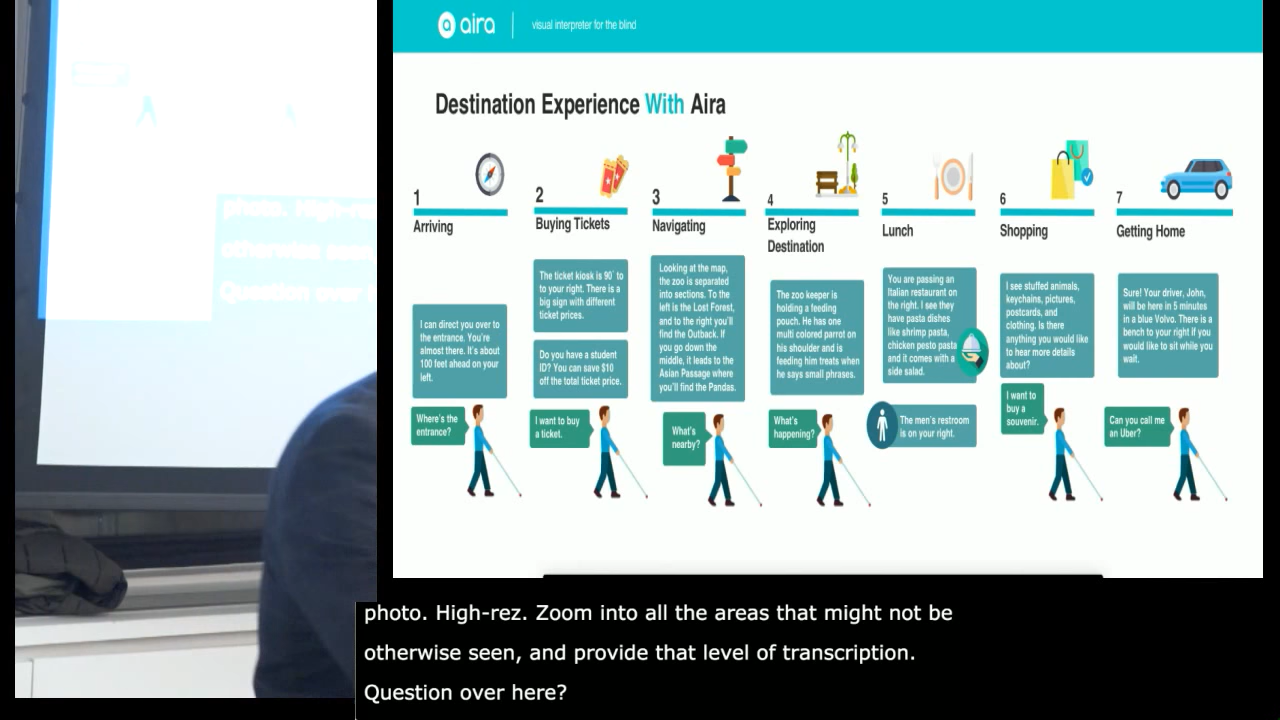 aira
visual interpreter for the blind
Destination Experience With Aira
1
Arriving
I can direct you over to
the entrance. You're
almost there. It's about
100 feet ahead on your
left.
Where's the
entrance?
2
Buying Tickets
The ticket kiosk is 90° to
to your right. There is a
big sign with different
ticket prices.
Do you have a student
ID? You can save $10
off the total ticket price.
I want to buy
a ticket.
3
Navigating
Looking at the map,
the zoo is separated
into sections. To the
left is the Lost Forest,
and to the right you'll
find the Outback. If
you go down the
middle, it leads to the
Asian Passage where
you'll find the Pandas.
What's
nearby?
4
Exploring
Destination
The zoo keeper is
holding a feeding
pouch. He has one
multi colored parrot on
his shoulder and is
feeding him treats when
he says small phrases.
What's
happening?
5
Lunch
You are passing an
Italian restaurant on
the right. I see they
have pasta dishes
like shrimp pasta,
chicken pesto pasta
and it comes with a
side salad.
The men's restroom
is on your right.
6
Shopping
I see stuffed animals,
keychains, pictures,
postcards, and
clothing. Is there
anything you would like
to hear more details
about?
I want to
buy a
souvenir.
7
Getting Home
Sure! Your driver, John,
will be here in 5 minutes
in a blue Volvo. There is a
bench to your right if you
would like to sit while you
wait.
Can you call me
an Uber?
photo. High-re
otherwise seen,
Question over h
photo. High-rez. Zoom into all the areas that might not be
otherwise seen, and provide that level of transcription.
Question over here?